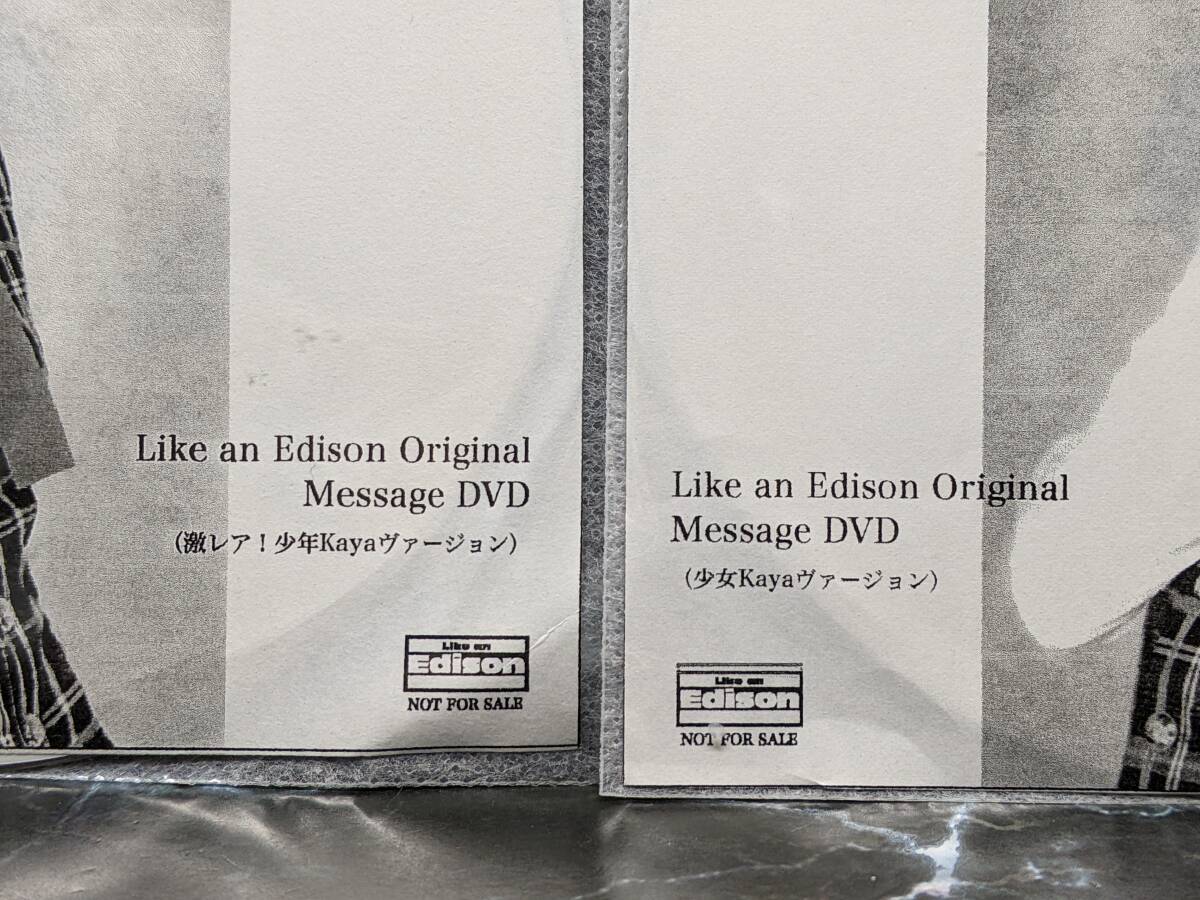 Like an Edison Original
Message DVD
（激レア！少年Kayaヴァージョン）
Like an
Edison
NOT FOR SALE
Like an Edison Original
Message DVD
（少女Kayaヴァージョン）
Like an
Edison
NOT FOR SALE